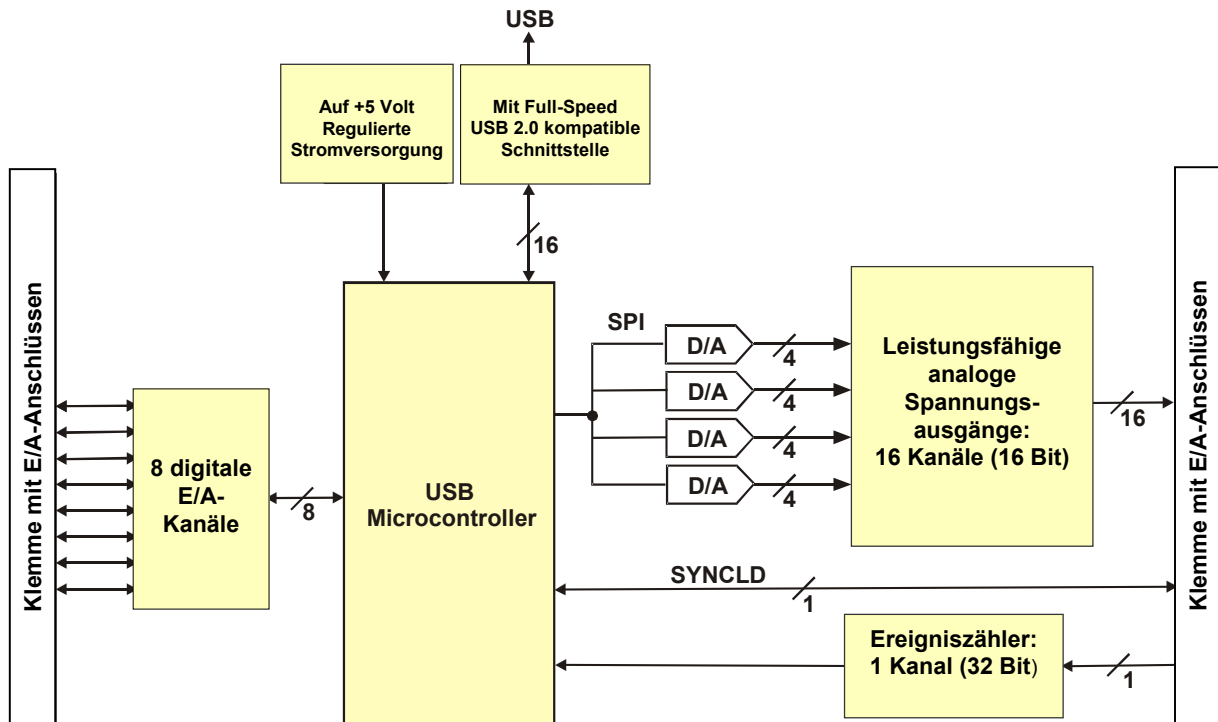 USB
Auf +5 Volt
Regulierte
Stromversorgung
Mit Full-Speed
USB 2.0 kompatible
Schnittstelle
16
Klemme mit E/A-Anschlüssen
8 digitale
E/A-
Kanäle
8
USB
Microcontroller
SPI
D/A
4
D/A
4
D/A
4
D/A
4
Leistungsfähige
analoge
Spannungs-
ausgänge:
16 Kanäle (16 Bit)
16
SYNCLD
1
Ereigniszähler:
1 Kanal (32 Bit)
1
Klemme mit E/A-Anschlüssen